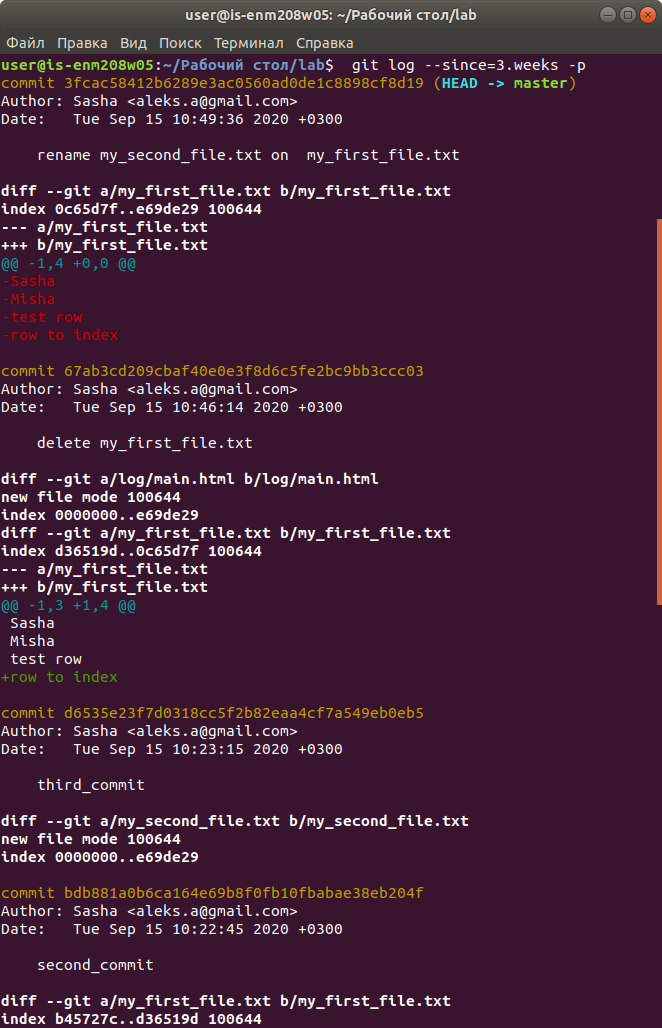 user@is-enm208w05: ~/Рабочий стол/lab
Файл Правка Вид Поиск Терминал Справка
user@is-enm208w05:~/Рабочий стол/lab$  git log --since=3.weeks -p
commit 3fcac58412b6289e3ac0560ad0de1c8898cf8d19 (HEAD -> master)
Author: Sasha <aleks.a@gmail.com>
Date:   Tue Sep 15 10:49:36 2020 +0300
    rename my_second_file.txt on  my_first_file.txt
diff --git a/my_first_file.txt b/my_first_file.txt
index 0c65d7f..e69de29 100644
--- a/my_first_file.txt
+++ b/my_first_file.txt
@@ -1,4 +0,0 @@
-Sasha
-Misha
-test row
-row to index
commit 67ab3cd209cbaf40e0e3f8d6c5fe2bc9bb3ccc03
Author: Sasha <aleks.a@gmail.com>
Date:   Tue Sep 15 10:46:14 2020 +0300
    delete my_first_file.txt
diff --git a/log/main.html b/log/main.html
new file mode 100644
index 0000000..e69de29
diff --git a/my_first_file.txt b/my_first_file.txt
index d36519d..0c65d7f 100644
--- a/my_first_file.txt
+++ b/my_first_file.txt
@@ -1,3 +1,4 @@
 Sasha
 Misha
 test row
+row to index
commit d6535e23f7d0318cc5f2b82eaa4cf7a549eb0eb5
Author: Sasha <aleks.a@gmail.com>
Date:   Tue Sep 15 10:23:15 2020 +0300
    third_commit
diff --git a/my_second_file.txt b/my_second_file.txt
new file mode 100644
index 0000000..e69de29
commit bdb881a0b6ca164e69b8f0fb10fbabae38eb204f
Author: Sasha <aleks.a@gmail.com>
Date:   Tue Sep 15 10:22:45 2020 +0300
    second_commit
diff --git a/my_first_file.txt b/my_first_file.txt
index b45727c..d36519d 100644